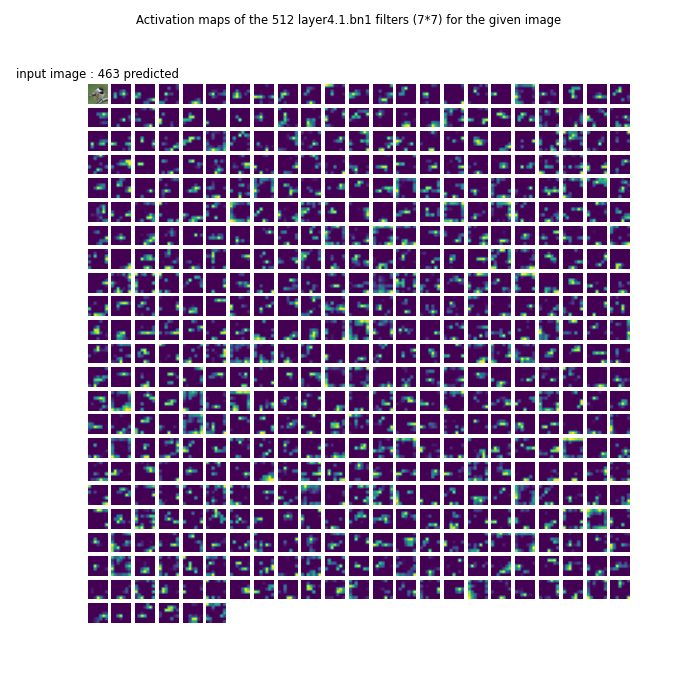 Activation maps of the 512 layer4.1.bn1 filters (7*7) for the given image
input image : 463 predicted